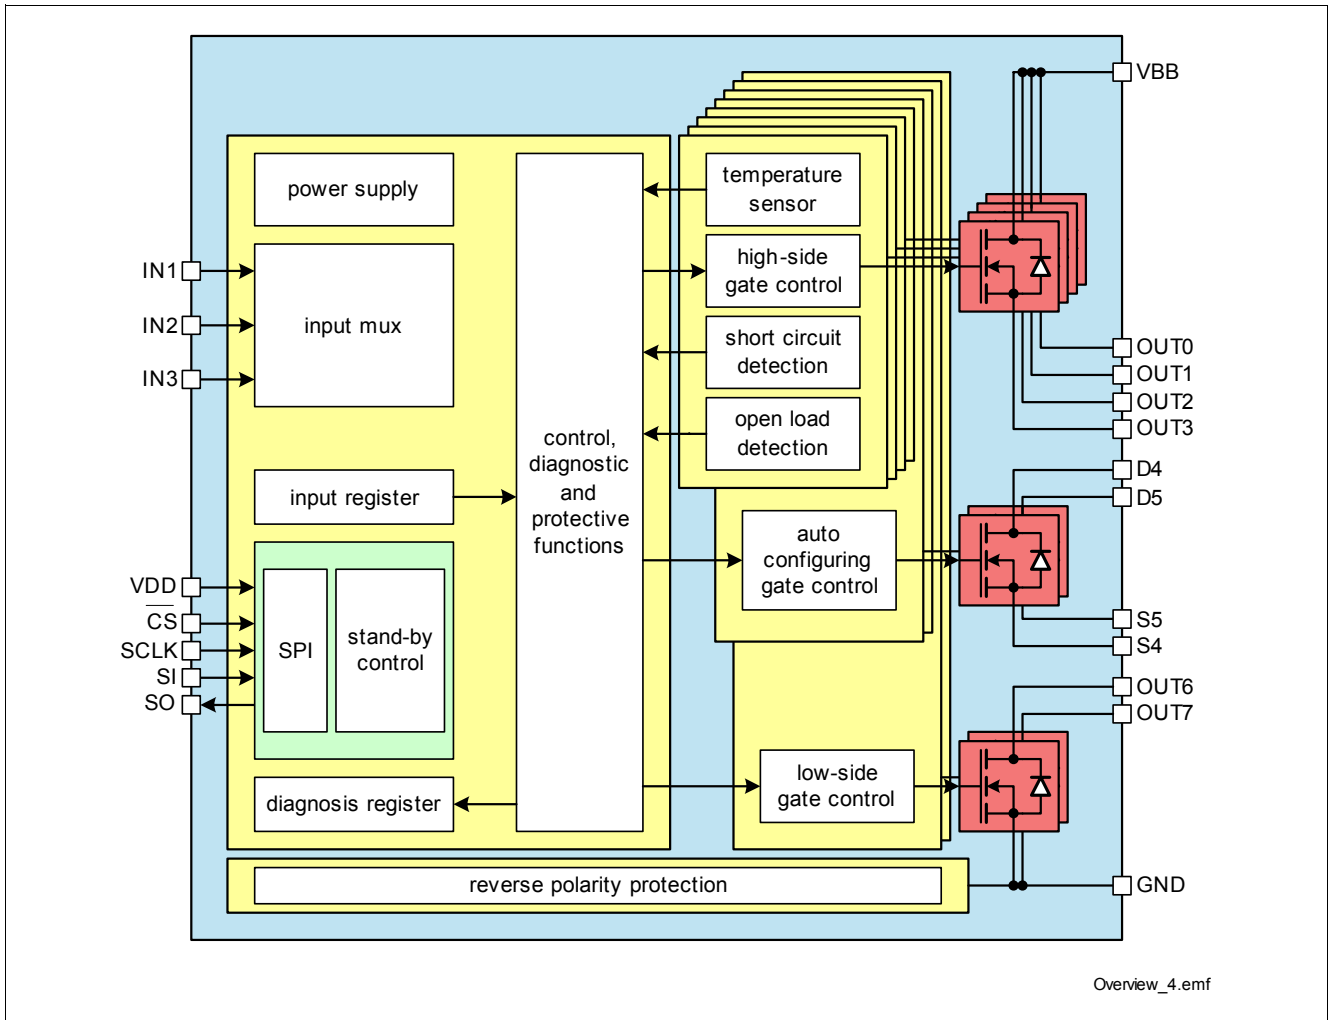 VBB
power supply
temperature
sensor
IN1
IN2
IN3
input mux
high-side
gate control
short circuit
detection
open load
detection
OUT0
OUT1
OUT2
OUT3
control,
diagnostic
and
protective
functions
input register
D4
D5
auto
configuring
gate control
VDD
CS
SCLK
SI
SO
SPI
stand-by
control
S5
S4
OUT6
OUT7
low-side
gate control
diagnosis register
reverse polarity protection
GND
Overview_4.emf